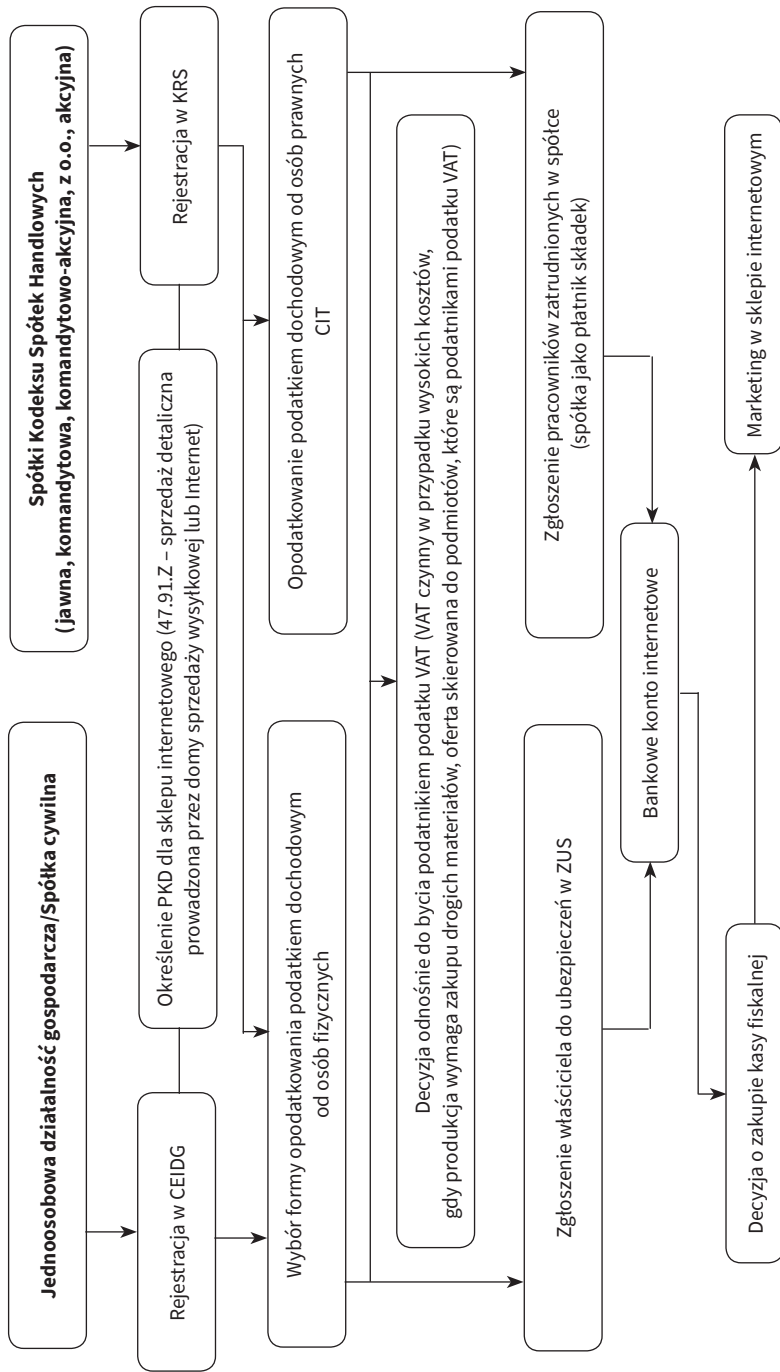 Jednoosobowa działalność gospodarcza/Spółka cywilna
Spółki Kodeksu Spółek Handlowych
(jawna, komandytowa, komandytowo-akcyjna, z o.o., akcyjna)
Rejestracja w CEIDG
Określenie PKD dla sklepu internetowego (47.91.Z – sprzedaż detaliczna
prowadzona przez domy sprzedaży wysyłkowej lub Internet)
Rejestracja w KRS
Wybór formy opodatkowania podatkiem dochodowym
od osób fizycznych
Opodatkowanie podatkiem dochodowym od osób prawnych
CIT
Decyzja odnośnie do bycia podatnikiem podatku VAT (VAT czynny w przypadku wysokich kosztów,
gdy produkcja wymaga zakupu drogich materiałów, oferta skierowana do podmiotów, które są podatnikami podatku VAT)
Zgłoszenie właściciela do ubezpieczeń w ZUS
Zgłoszenie pracowników zatrudnionych w spółce
(spółka jako płatnik składek)
Bankowe konto internetowe
Decyzja o zakupie kasy fiskalnej
Marketing w sklepie internetowym